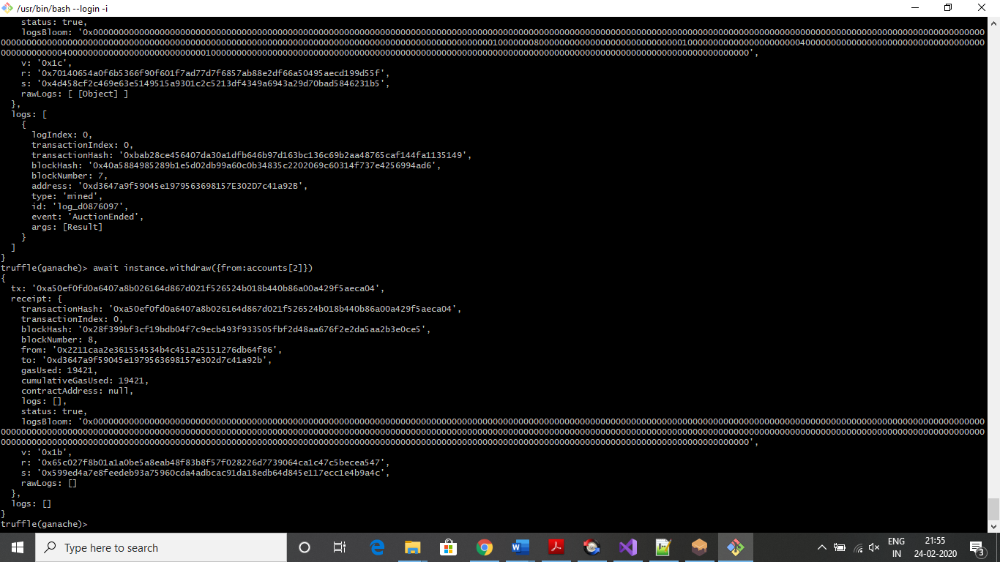 /usr/bin/bash --login -i
status: true,
logsBloom: '0x000000000000000000000000000000000000000000000000000000000000000000000000000000000000000000000000000000000000000000000000000000000000000000000000000000000000000000000000000000
000000000000000000000000000000000000000000000000000000000000000000000000000000000000000000000000100000008000000000000000000000000000010000000000000000000000400000000000000000000000000000000000
00000000000040000000000000000000000000001000000000000000000000000000000000000000000000000000000000000000000000000000000000000000000000000000000000',
v: '0x1c',
r: '0x70140654a0f6b5366f90f601f7ad77d7f6857ab88e2df66a50495aecd199d55f',
s: '0x4d458cf2c469e63e5149515a9301c2c5213df4349a6943a29d70bad5846231b5',
rawLogs: [ [Object] ]
},
logs: [
{
logIndex: 0,
transactionIndex: 0,
transactionHash: '0xbab28ce456407da30a1dfb646b97d163bc136c69b2aa48765caf144fa1135149',
blockHash: '0x40a5884985289b1e5d02db99a60c0b34835c2202069c60314f737e4256994ad6',
blockNumber: 7,
address: '0xd3647a9f59045e1979563698157E302D7c41a92B',
type: 'mined',
id: 'log_d0876097',
event: 'AuctionEnded',
args: [Result]
}
]
}
truffle(ganache)> await instance.withdraw({from:accounts[2]})
{
tx: '0xa50ef0fd0a6407a8b026164d867d021f526524b018b440b86a00a429f5aeca04',
receipt: {
transactionHash: '0xa50ef0fd0a6407a8b026164d867d021f526524b018b440b86a00a429f5aeca04',
transactionIndex: 0,
blockHash: '0x28f399bf3cf19bdb04f7c9ecb493f933505fbf2d48aa676f2e2da5aa2b3e0ce5',
blockNumber: 8,
from: '0x2211caa2e361554534b4c451a25151276db64f86',
to: '0xd3647a9f59045e1979563698157e302d7c41a92b',
gasUsed: 19421,
cumulativeGasUsed: 19421,
contractAddress: null,
logs: [],
status: true,
logsBloom: '0x000000000000000000000000000000000000000000000000000000000000000000000000000000000000000000000000000000000000000000000000000000000000000000000000000000000000000000000000000000
000000000000000000000000000000000000000000000000000000000000000000000000000000000000000000000000000000000000000000000000000000000000000000000000000000000000000000000000000000000000000000000000
00000000000000000000000000000000000000000000000000000000000000000000000000000000000000000000000000000000000000000000000000000000000000000000000000',
v: '0x1b',
r: '0x65c027f8b01a1a0be5a8eab48f83b8f57f028226d7739064ca1c47c5becea547',
s: '0x599ed4a7e8feedeb93a75960cda4adbcac91da18edb64d845e117ecc1e4b9a4c',
rawLogs: []
},
logs: []
}
truffle(ganache)>
Type here to search
ENG
IN
21:55
24-02-2020
3